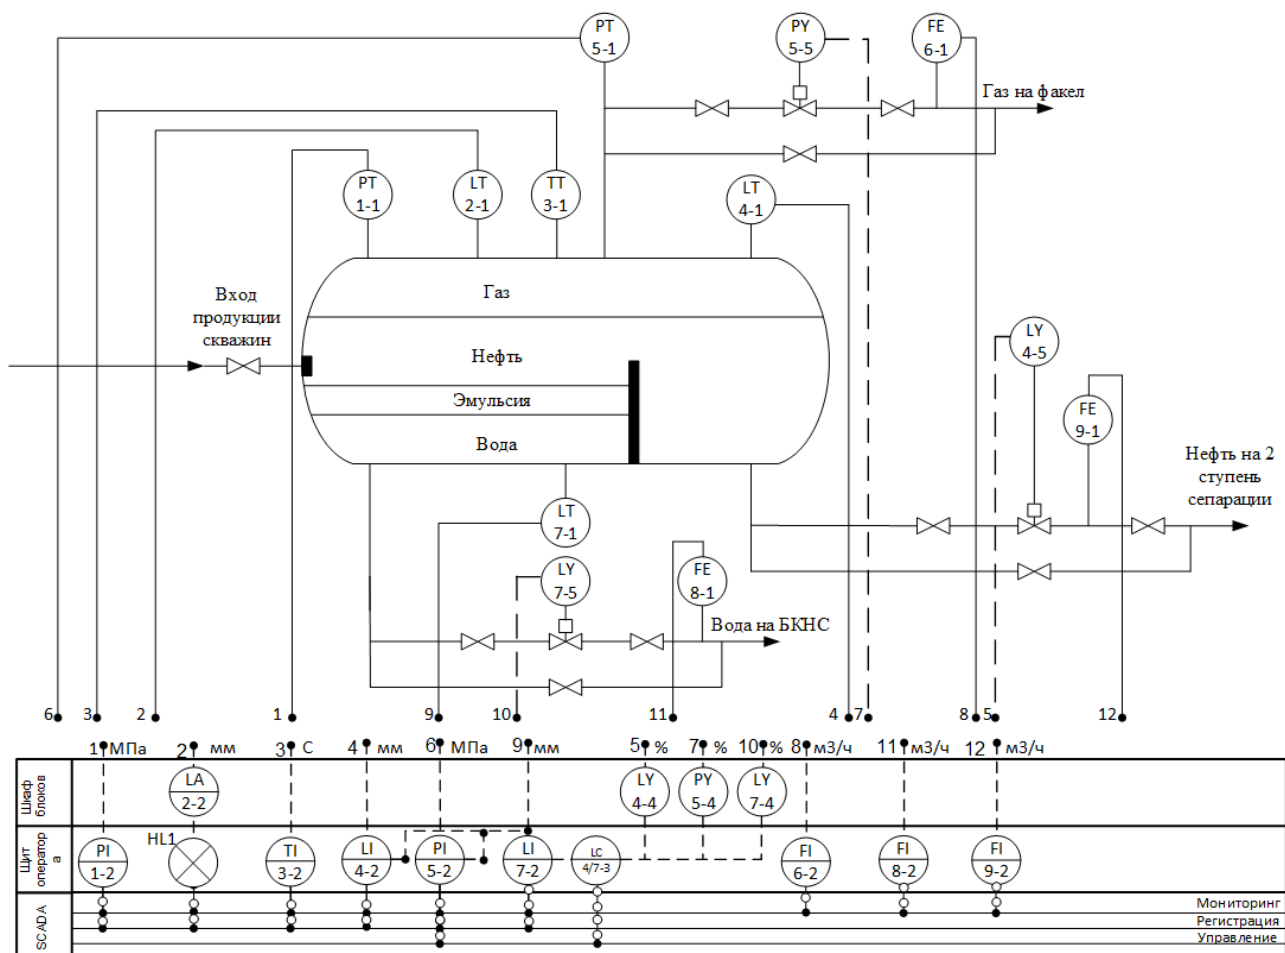 PT
5-1
PY
5-5
FE
6-1
Газ на факел
PT
1-1
LT
2-1
TT
3-1
LT
4-1
Вход
продукции
скважин
Газ
Нефть
Эмульсия
Вода
LY
4-5
FE
9-1
Нефть на 2
ступень
сепарации
LT
7-1
LY
7-5
FE
8-1
Вода на БКНС
6 3 2 1 9 10 11 4 7 8 5 12
1 МПа 2 мм 3 С 4 мм 6 МПа 9 мм 5 % 7 % 10 % 8 м3/ч 11 м3/ч 12 м3/ч
Шкаф
блоков
LA
2-2
LY
4-4
PY
5-4
LY
7-4
Щит
оператор
а
PI
1-2
HL1
TI
3-2
LI
4-2
PI
5-2
LI
7-2
LC
4/7-3
FI
6-2
FI
8-2
FI
9-2
SCADA
Мониторинг
Регистрация
Управление